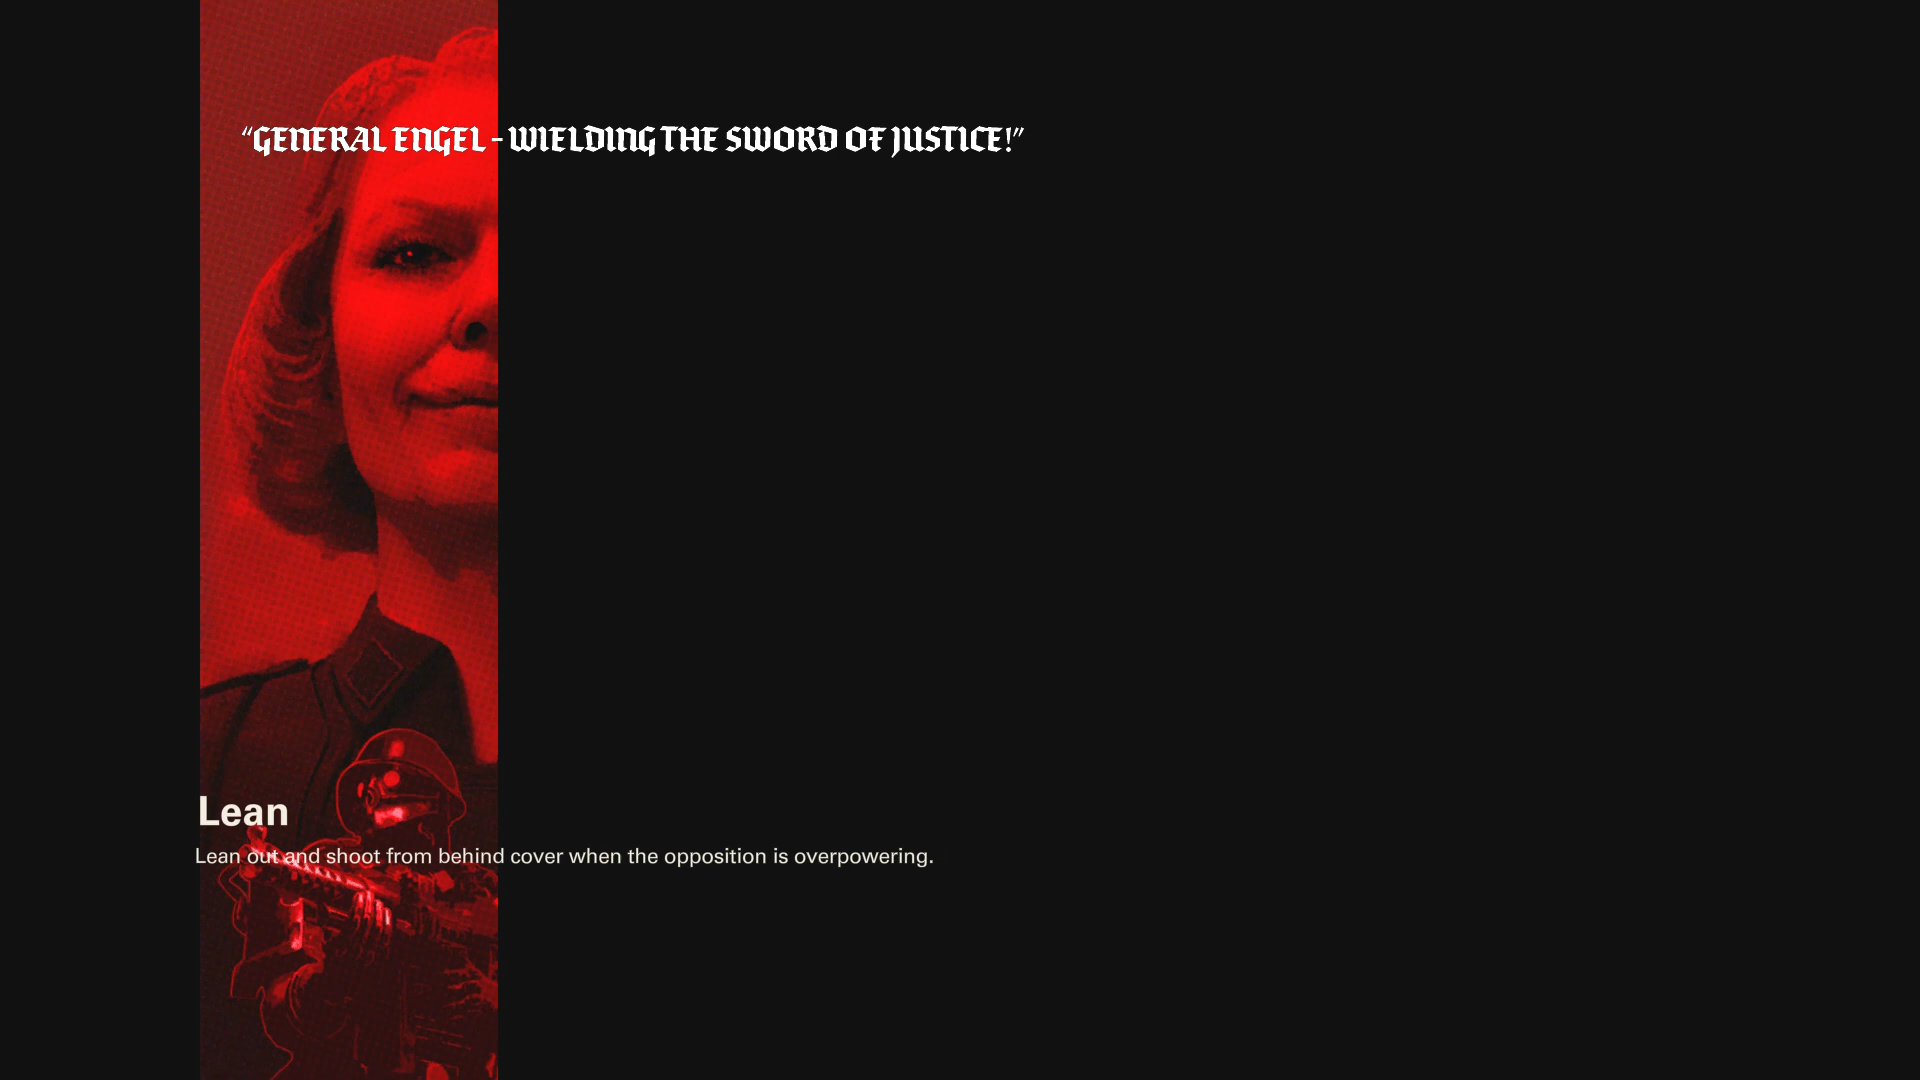 “GENERAL ENGEL - WIELDING THE SWORD OF JUSTICE!”
Lean
Lean out and shoot from behind cover when the opposition is overpowering.